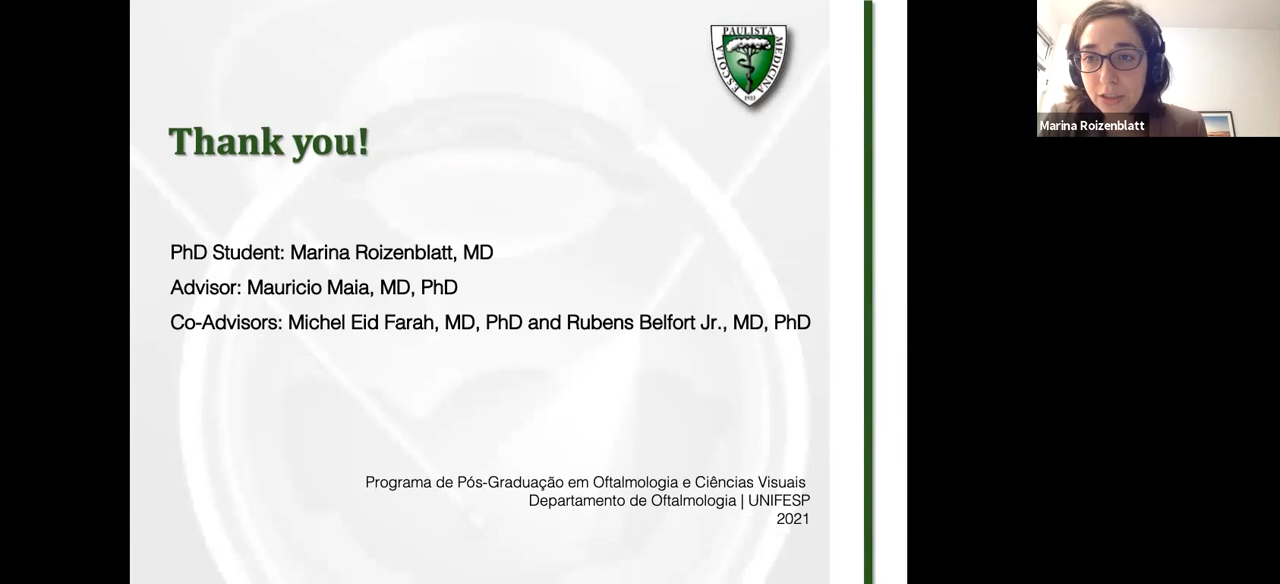 PAULISTA
ESCOLA
MEDICINA
1933
Thank you!
PhD Student: Marina Roizenblatt, MD
Advisor: Mauricio Maia, MD, PhD
Co-Advisors: Michel Eid Farah, MD, PhD and Rubens Belfort Jr., MD, PhD
Programa de Pós-Graduação em Oftalmologia e Ciências Visuais
Departamento de Oftalmologia | UNIFESP
2021
Marina Roizenblatt